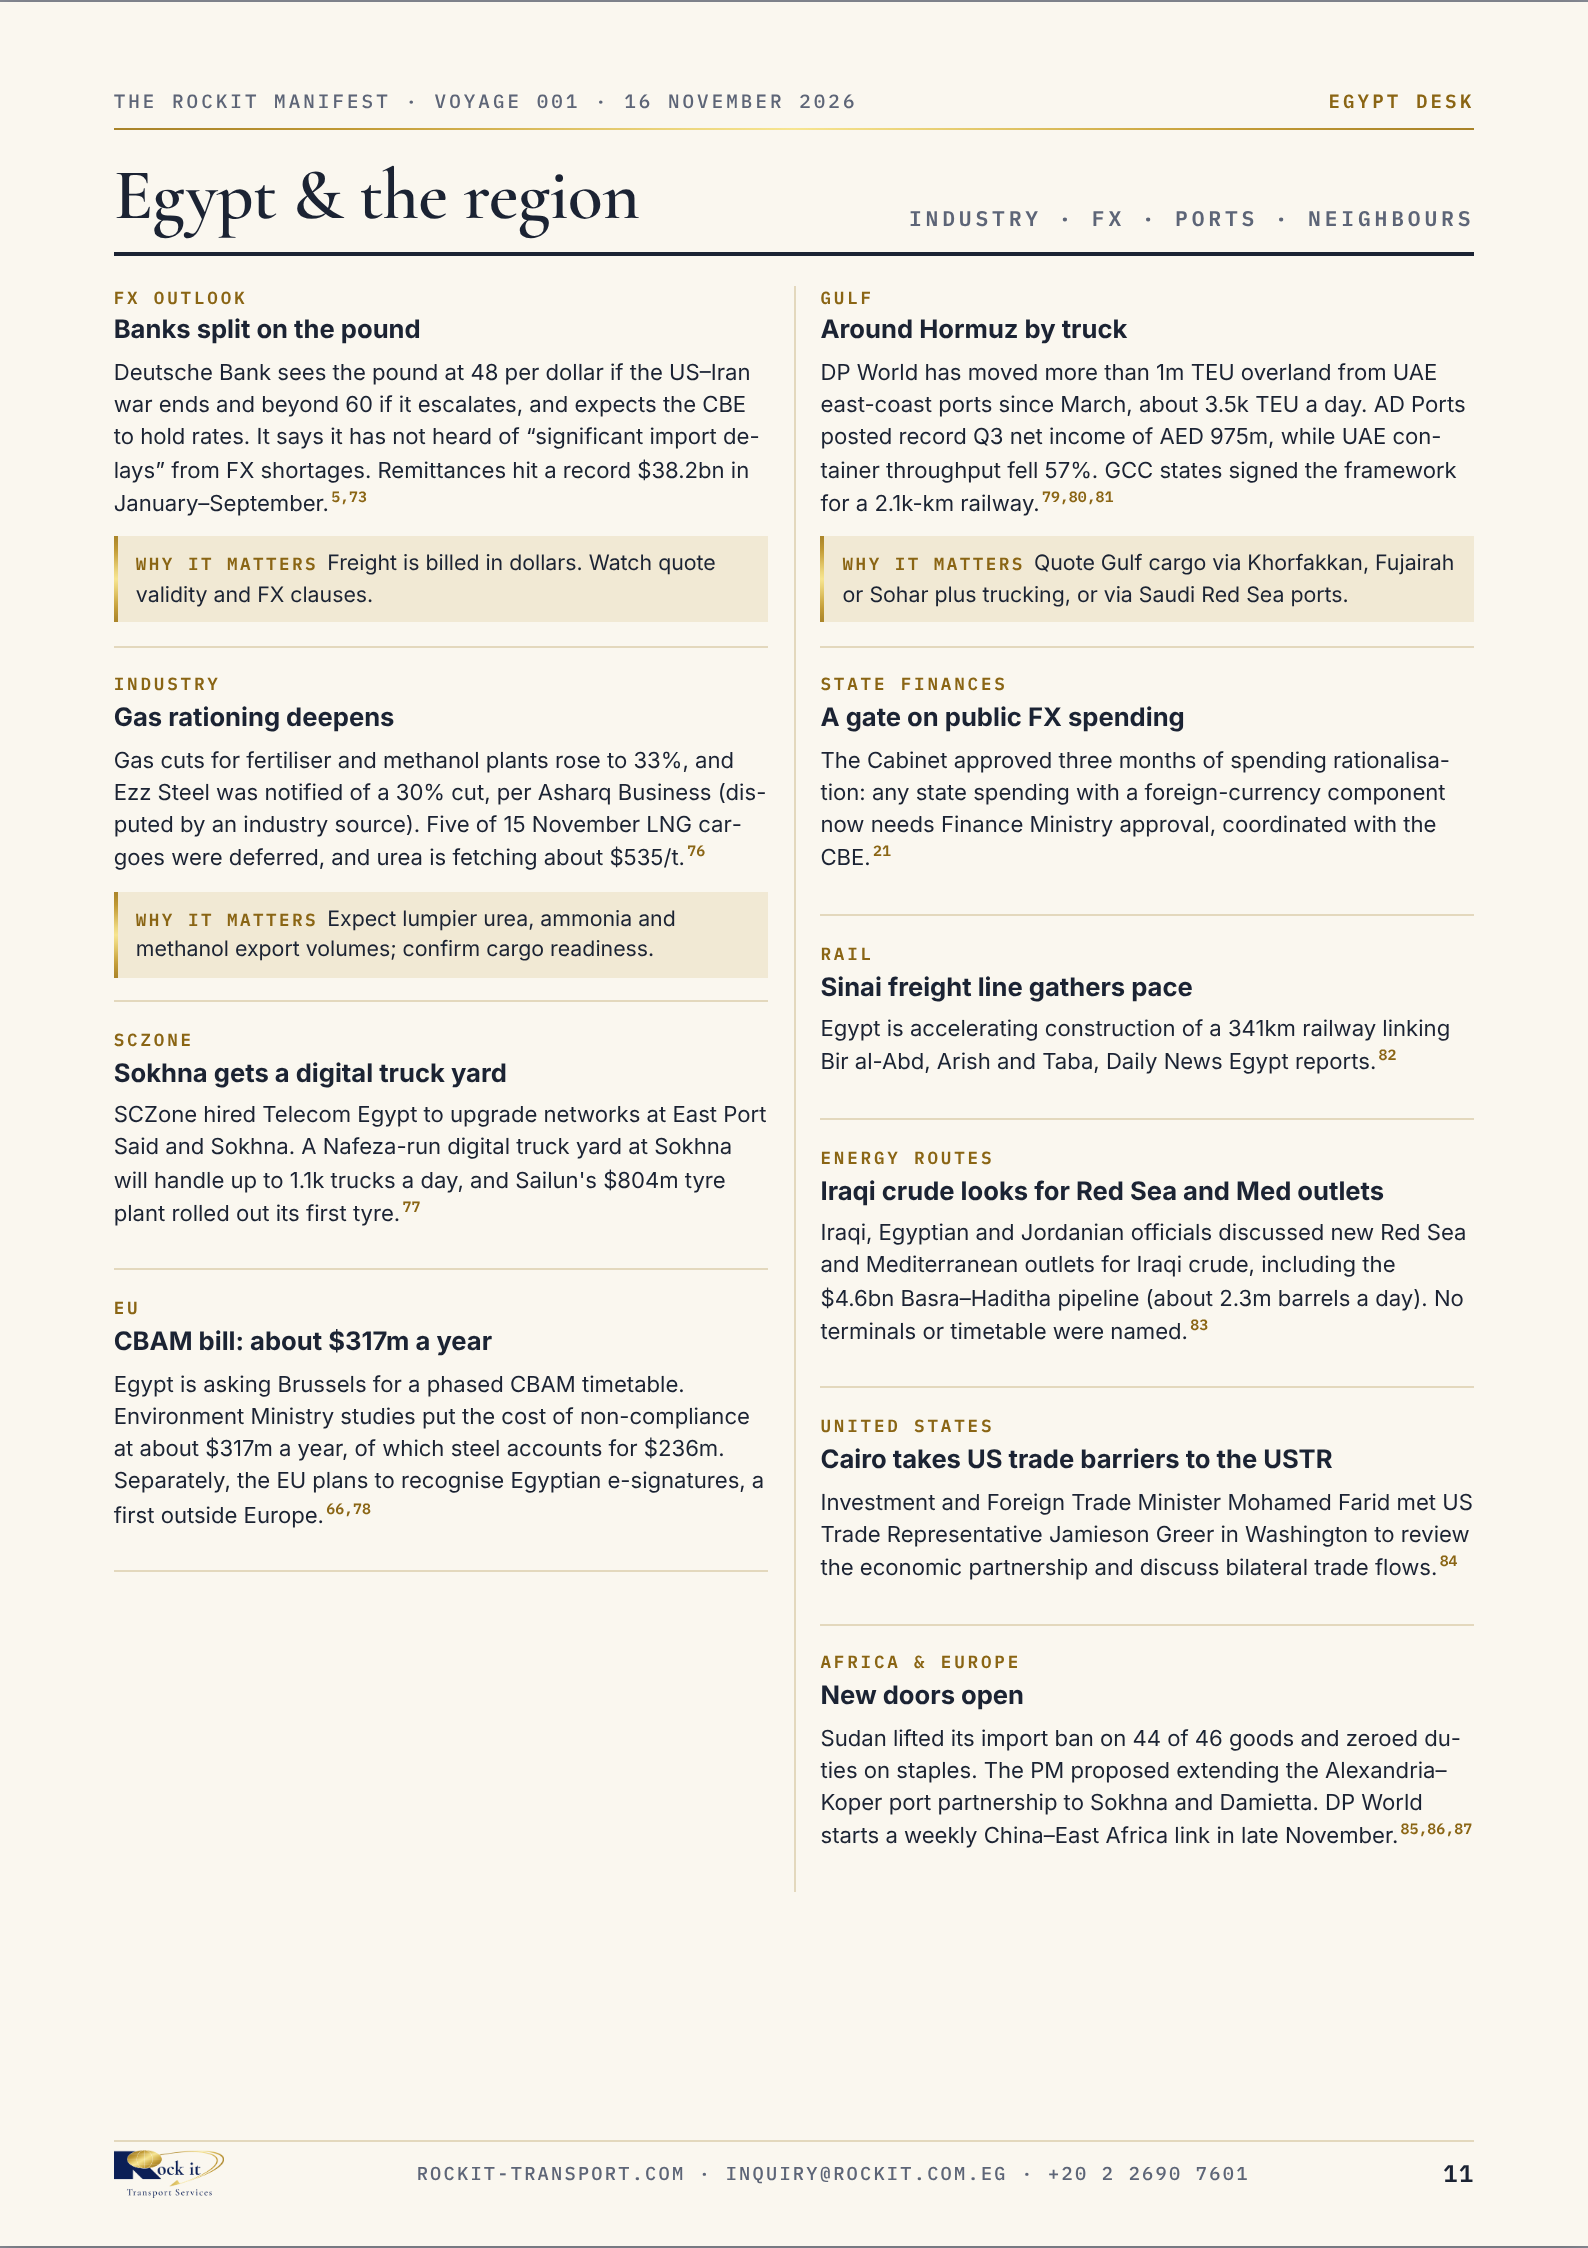 THE ROCKIT MANIFEST · VOYAGE 001 · 16 NOVEMBER 2026
EGYPT DESK
Egypt & the region
INDUSTRY · FX · PORTS · NEIGHBOURS
FX OUTLOOK
Banks split on the pound
Deutsche Bank sees the pound at 48 per dollar if the US–Iran
war ends and beyond 60 if it escalates, and expects the CBE
to hold rates. It says it has not heard of “significant import de-
lays” from FX shortages. Remittances hit a record $38.2bn in
January–September.5,73
WHY IT MATTERS Freight is billed in dollars. Watch quote
validity and FX clauses.
INDUSTRY
Gas rationing deepens
Gas cuts for fertiliser and methanol plants rose to 33%, and
Ezz Steel was notified of a 30% cut, per Asharq Business (dis-
puted by an industry source). Five of 15 November LNG car-
goes were deferred, and urea is fetching about $535/t.76
WHY IT MATTERS Expect lumpier urea, ammonia and
methanol export volumes; confirm cargo readiness.
SCZONE
Sokhna gets a digital truck yard
SCZone hired Telecom Egypt to upgrade networks at East Port
Said and Sokhna. A Nafeza-run digital truck yard at Sokhna
will handle up to 1.1k trucks a day, and Sailun's $804m tyre
plant rolled out its first tyre.77
EU
CBAM bill: about $317m a year
Egypt is asking Brussels for a phased CBAM timetable.
Environment Ministry studies put the cost of non-compliance
at about $317m a year, of which steel accounts for $236m.
Separately, the EU plans to recognise Egyptian e-signatures, a
first outside Europe.66,78
GULF
Around Hormuz by truck
DP World has moved more than 1m TEU overland from UAE
east-coast ports since March, about 3.5k TEU a day. AD Ports
posted record Q3 net income of AED 975m, while UAE con-
tainer throughput fell 57%. GCC states signed the framework
for a 2.1k-km railway.79,80,81
WHY IT MATTERS Quote Gulf cargo via Khorfakkan, Fujairah
or Sohar plus trucking, or via Saudi Red Sea ports.
STATE FINANCES
A gate on public FX spending
The Cabinet approved three months of spending rationalisa-
tion: any state spending with a foreign-currency component
now needs Finance Ministry approval, coordinated with the
CBE.21
RAIL
Sinai freight line gathers pace
Egypt is accelerating construction of a 341km railway linking
Bir al-Abd, Arish and Taba, Daily News Egypt reports.82
ENERGY ROUTES
Iraqi crude looks for Red Sea and Med outlets
Iraqi, Egyptian and Jordanian officials discussed new Red Sea
and Mediterranean outlets for Iraqi crude, including the
$4.6bn Basra–Haditha pipeline (about 2.3m barrels a day). No
terminals or timetable were named.83
UNITED STATES
Cairo takes US trade barriers to the USTR
Investment and Foreign Trade Minister Mohamed Farid met US
Trade Representative Jamieson Greer in Washington to review
the economic partnership and discuss bilateral trade flows.84
AFRICA & EUROPE
New doors open
Sudan lifted its import ban on 44 of 46 goods and zeroed du-
ties on staples. The PM proposed extending the Alexandria–
Koper port partnership to Sokhna and Damietta. DP World
starts a weekly China–East Africa link in late November.85,86,87
Rock it
Transport Services
ROCKIT-TRANSPORT.COM · INQUIRY@ROCKIT.COM.EG · +20 2 2690 7601
11